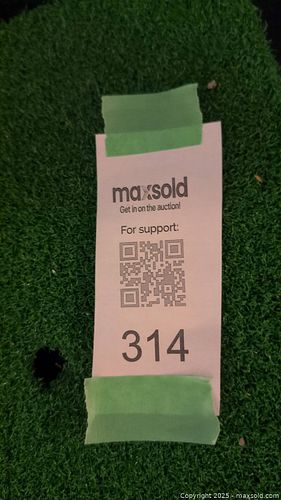 maxsold
Get in on the auction!
For support:
314
Copyright 2025 - maxsold.com